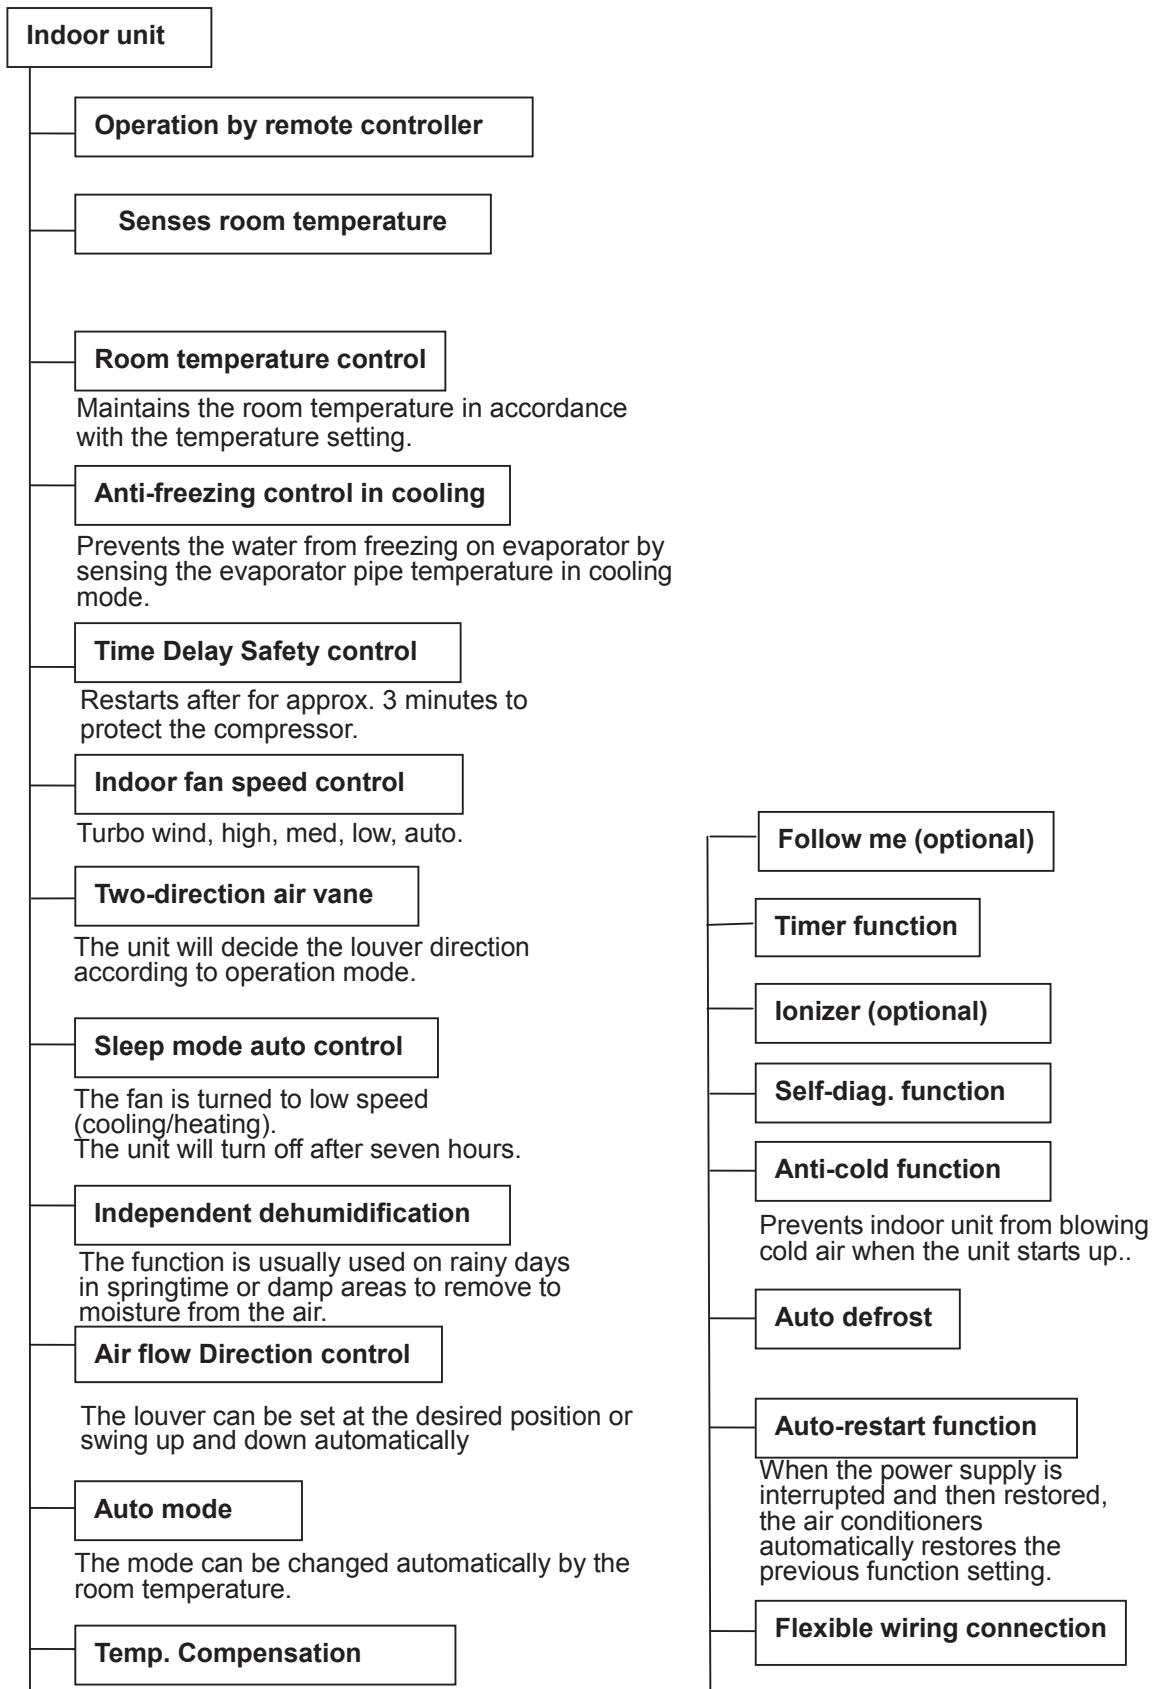 Indoor unit
Operation by remote controller
Senses room temperature
Room temperature control
Maintains the room temperature in accordance
with the temperature setting.
Anti-freezing control in cooling
Prevents the water from freezing on evaporator by
sensing the evaporator pipe temperature in cooling
mode.
Time Delay Safety control
Restarts after for approx. 3 minutes to
protect the compressor.
Indoor fan speed control
Turbo wind, high, med, low, auto.
Two-direction air vane
The unit will decide the louver direction
according to operation mode.
Sleep mode auto control
The fan is turned to low speed
(cooling/heating).
The unit will turn off after seven hours.
Independent dehumidification
The function is usually used on rainy days
in springtime or damp areas to remove to
moisture from the air.
Air flow Direction control
The louver can be set at the desired position or
swing up and down automatically
Auto mode
The mode can be changed automatically by the
room temperature.
Temp. Compensation
Follow me (optional)
Timer function
Ionizer (optional)
Self-diag. function
Anti-cold function
Prevents indoor unit from blowing
cold air when the unit starts up..
Auto defrost
Auto-restart function
When the power supply is
interrupted and then restored,
the air conditioners
automatically restores the
previous function setting.
Flexible wiring connection